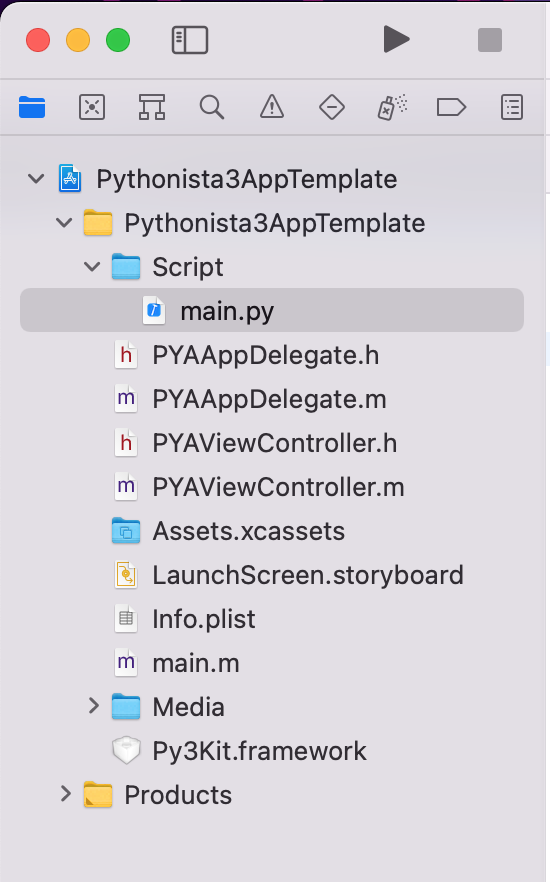 Pythonista3AppTemplate
Pythonista3AppTemplate
Script
main.py
h PYAAppDelegate.h
m PYAAppDelegate.m
h PYAViewController.h
m PYAViewController.m
Assets.xcassets
LaunchScreen.storyboard
Info.plist
m main.m
Media
Py3Kit.framework
Products